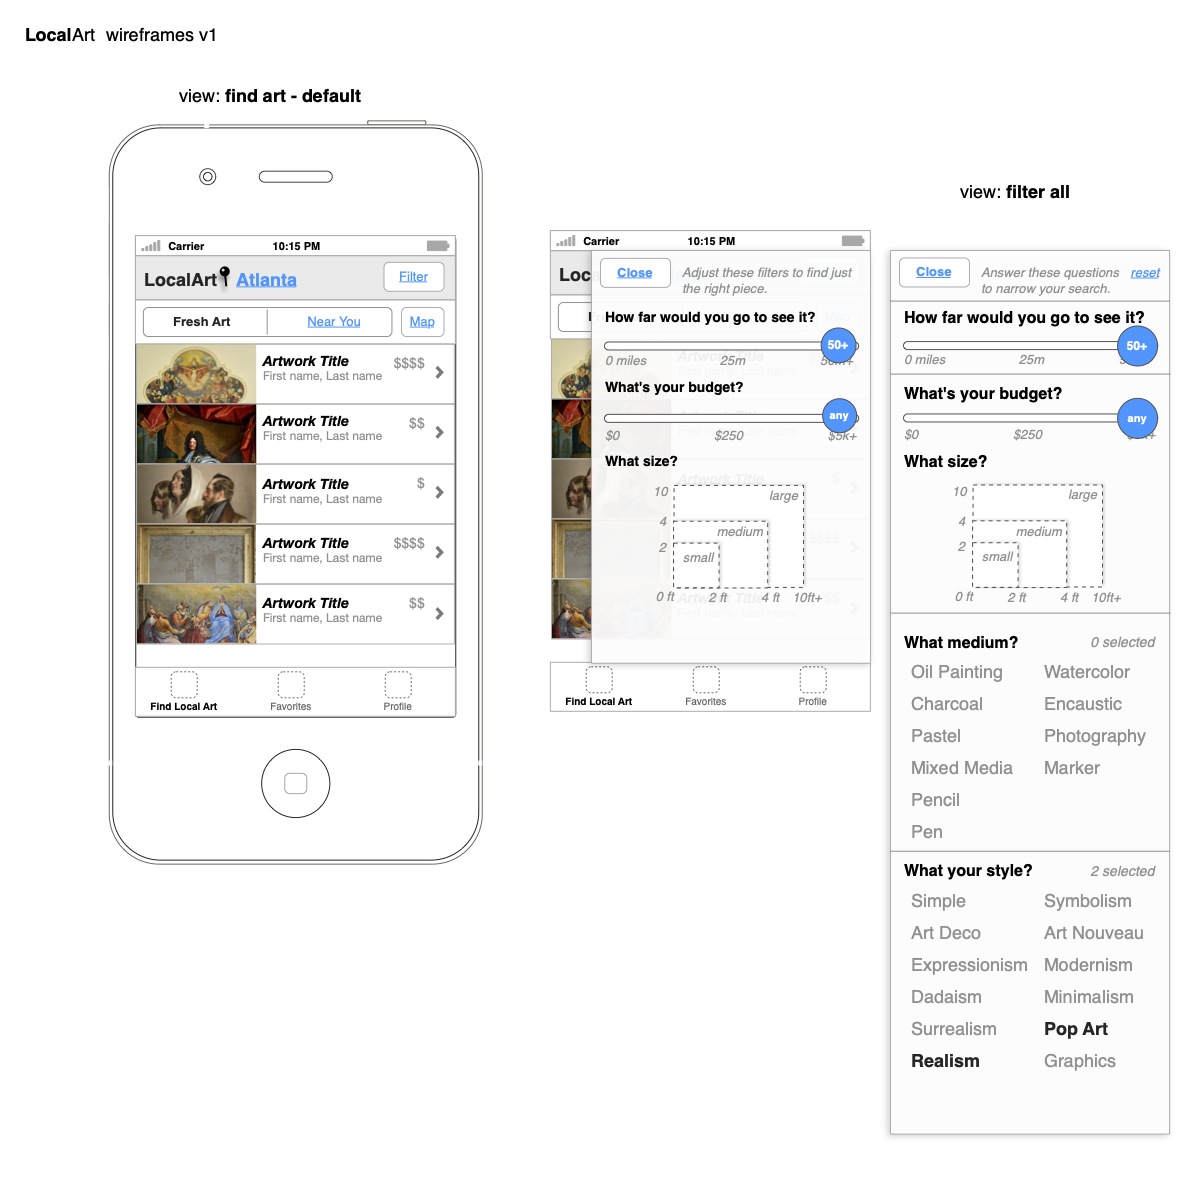 LocalArt wireframes v1
view: find art - default
Carrier 10:15 PM
LocalArt Atlanta Filter
Fresh Art Near You Map
Artwork Title $$$$
First name, Last name
Artwork Title $$
First name, Last name
Artwork Title $
First name, Last name
Artwork Title $$$$
First name, Last name
Artwork Title $$
First name, Last name
Find Local Art Favorites Profile
Carrier 10:15 PM
Loc
Close Adjust these filters to find just
the right piece.
How far would you go to see it?
50+
0 miles 25m
What's your budget?
any
$0 $250 $5k+
What size?
10 large
4 medium
2 small
0 ft 2 ft 4 ft 10ft+
Find Local Art Favorites Profile
view: filter all
Close Answer these questions reset
to narrow your search.
How far would you go to see it?
50+
0 miles 25m
What's your budget?
any
$0 $250
What size?
10 large
4 medium
2 small
0 ft 2 ft 4 ft 10ft+
What medium? 0 selected
Oil Painting Watercolor
Charcoal Encaustic
Pastel Photography
Mixed Media Marker
Pencil
Pen
What your style? 2 selected
Simple Symbolism
Art Deco Art Nouveau
Expressionism Modernism
Dadaism Minimalism
Surrealism Pop Art
Realism Graphics